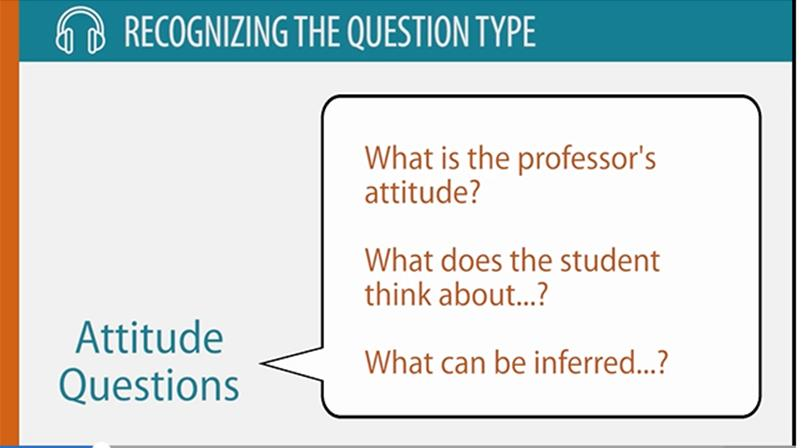 RECOGNIZING THE QUESTION TYPE
What is the professor's
attitude?
What does the student
think about...?
What can be inferred...?
Attitude
Questions